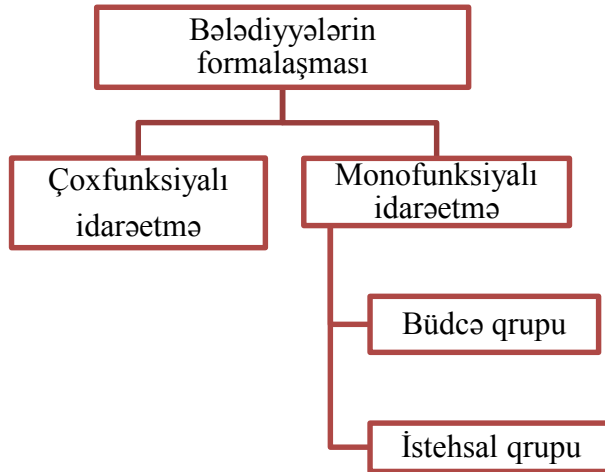 Bələdiyyələrin
formalaşması
Çoxfunksiyalı
idarəetmə
Monofunksiyalı
idarəetmə
Büdcə qrupu
İstehsal qrupu